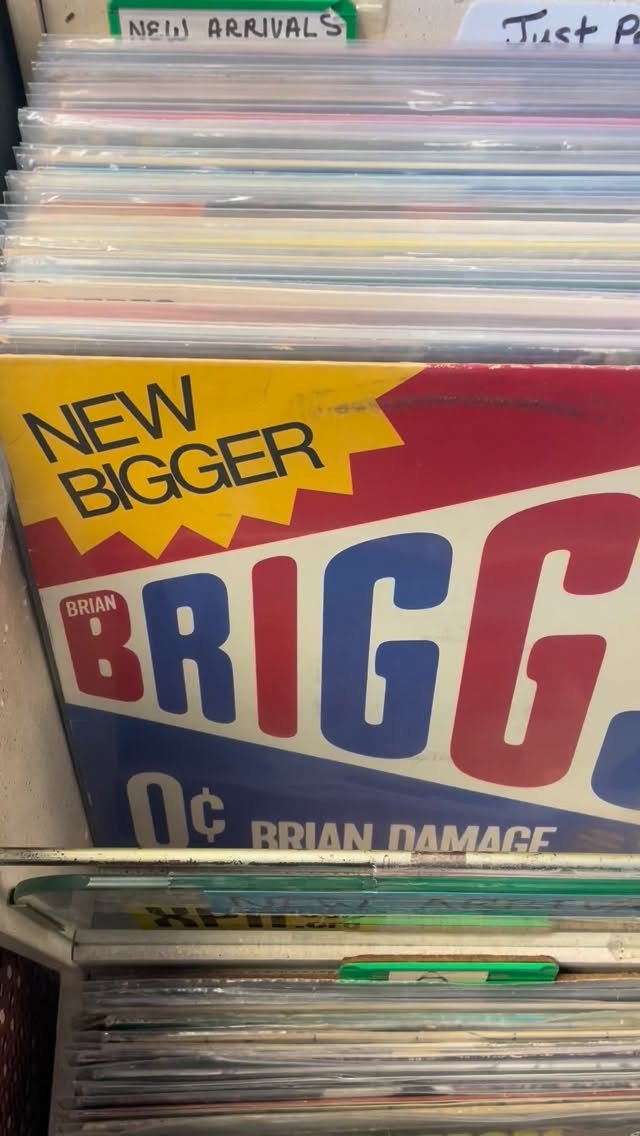 NEW ARRIVALS
Just P
NEW
BIGGER
BRIAN
BRIGG
0¢ BRIAN DAMAGE